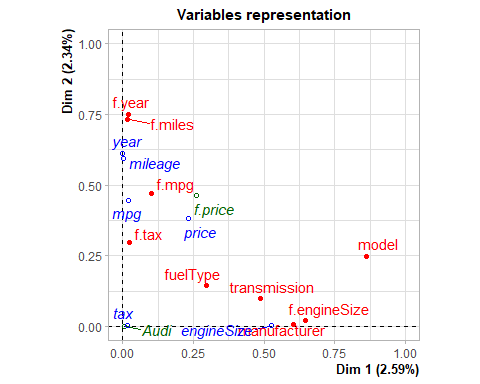 Variables representation
Dim 2 (2.34%)
1.00
0.75
0.50
0.25
0.00
f.year
f.miles
year
mileage
f.mpg
mpg
f.price
price
f.tax
model
fuelType
transmission
f.engineSize
tax
Audi
engineSize
manufacturer
0.00 0.25 0.50 0.75 1.00
Dim 1 (2.59%)